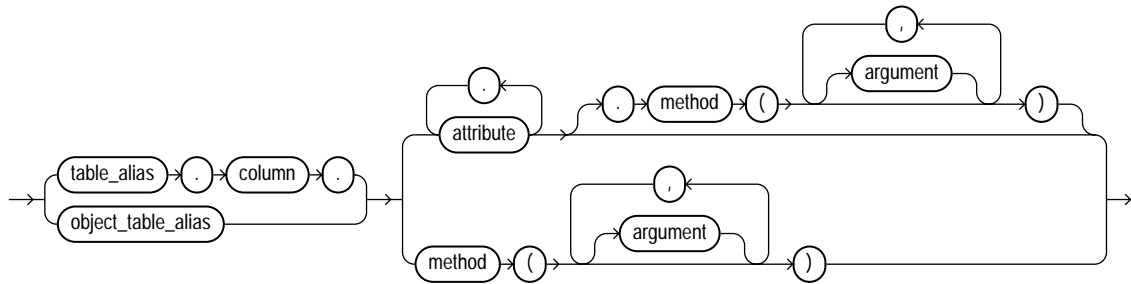 ,
argument
.
. method ( )
attribute
table_alias . column .
,
object_table_alias
argument
method ( )